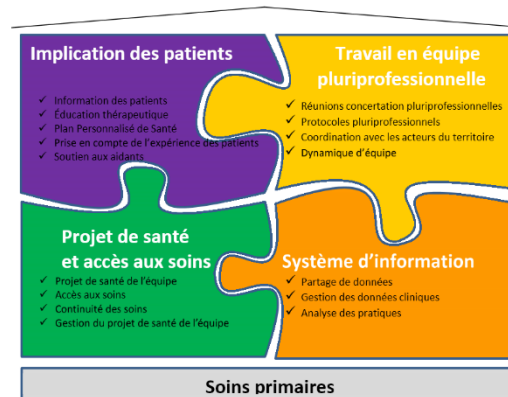 Implication des patients
✓ Information des patients
✓ Éducation thérapeutique
✓ Plan Personnalisé de Santé
✓ Prise en compte de l'expérience des patients
✓ Soutien aux aidants
Travail en équipe
pluriprofessionnelle
✓ Réunions concertation pluriprofessionnelles
✓ Protocoles pluriprofessionnels
✓ Coordination avec les acteurs du territoire
✓ Dynamique d'équipe
Projet de santé
et accès aux soins
✓ Projet de santé de l'équipe
✓ Accès aux soins
✓ Continuité des soins
✓ Gestion du projet de santé de l'équipe
Système d'information
✓ Partage de données
✓ Gestion des données cliniques
✓ Analyse des pratiques
Soins primaires